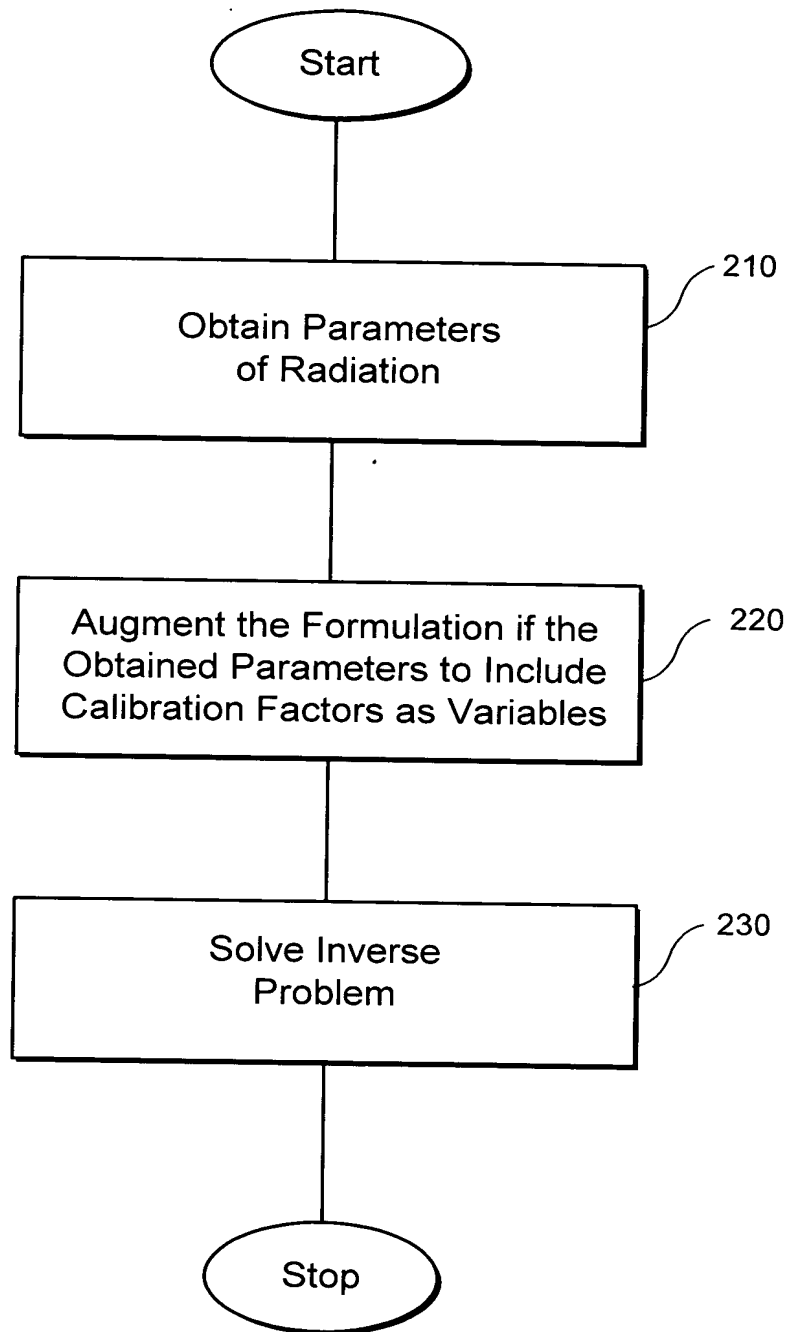 Start
210
Obtain Parameters
of Radiation
220
Augment the Formulation if the
Obtained Parameters to Include
Calibration Factors as Variables
230
Solve Inverse
Problem
Stop